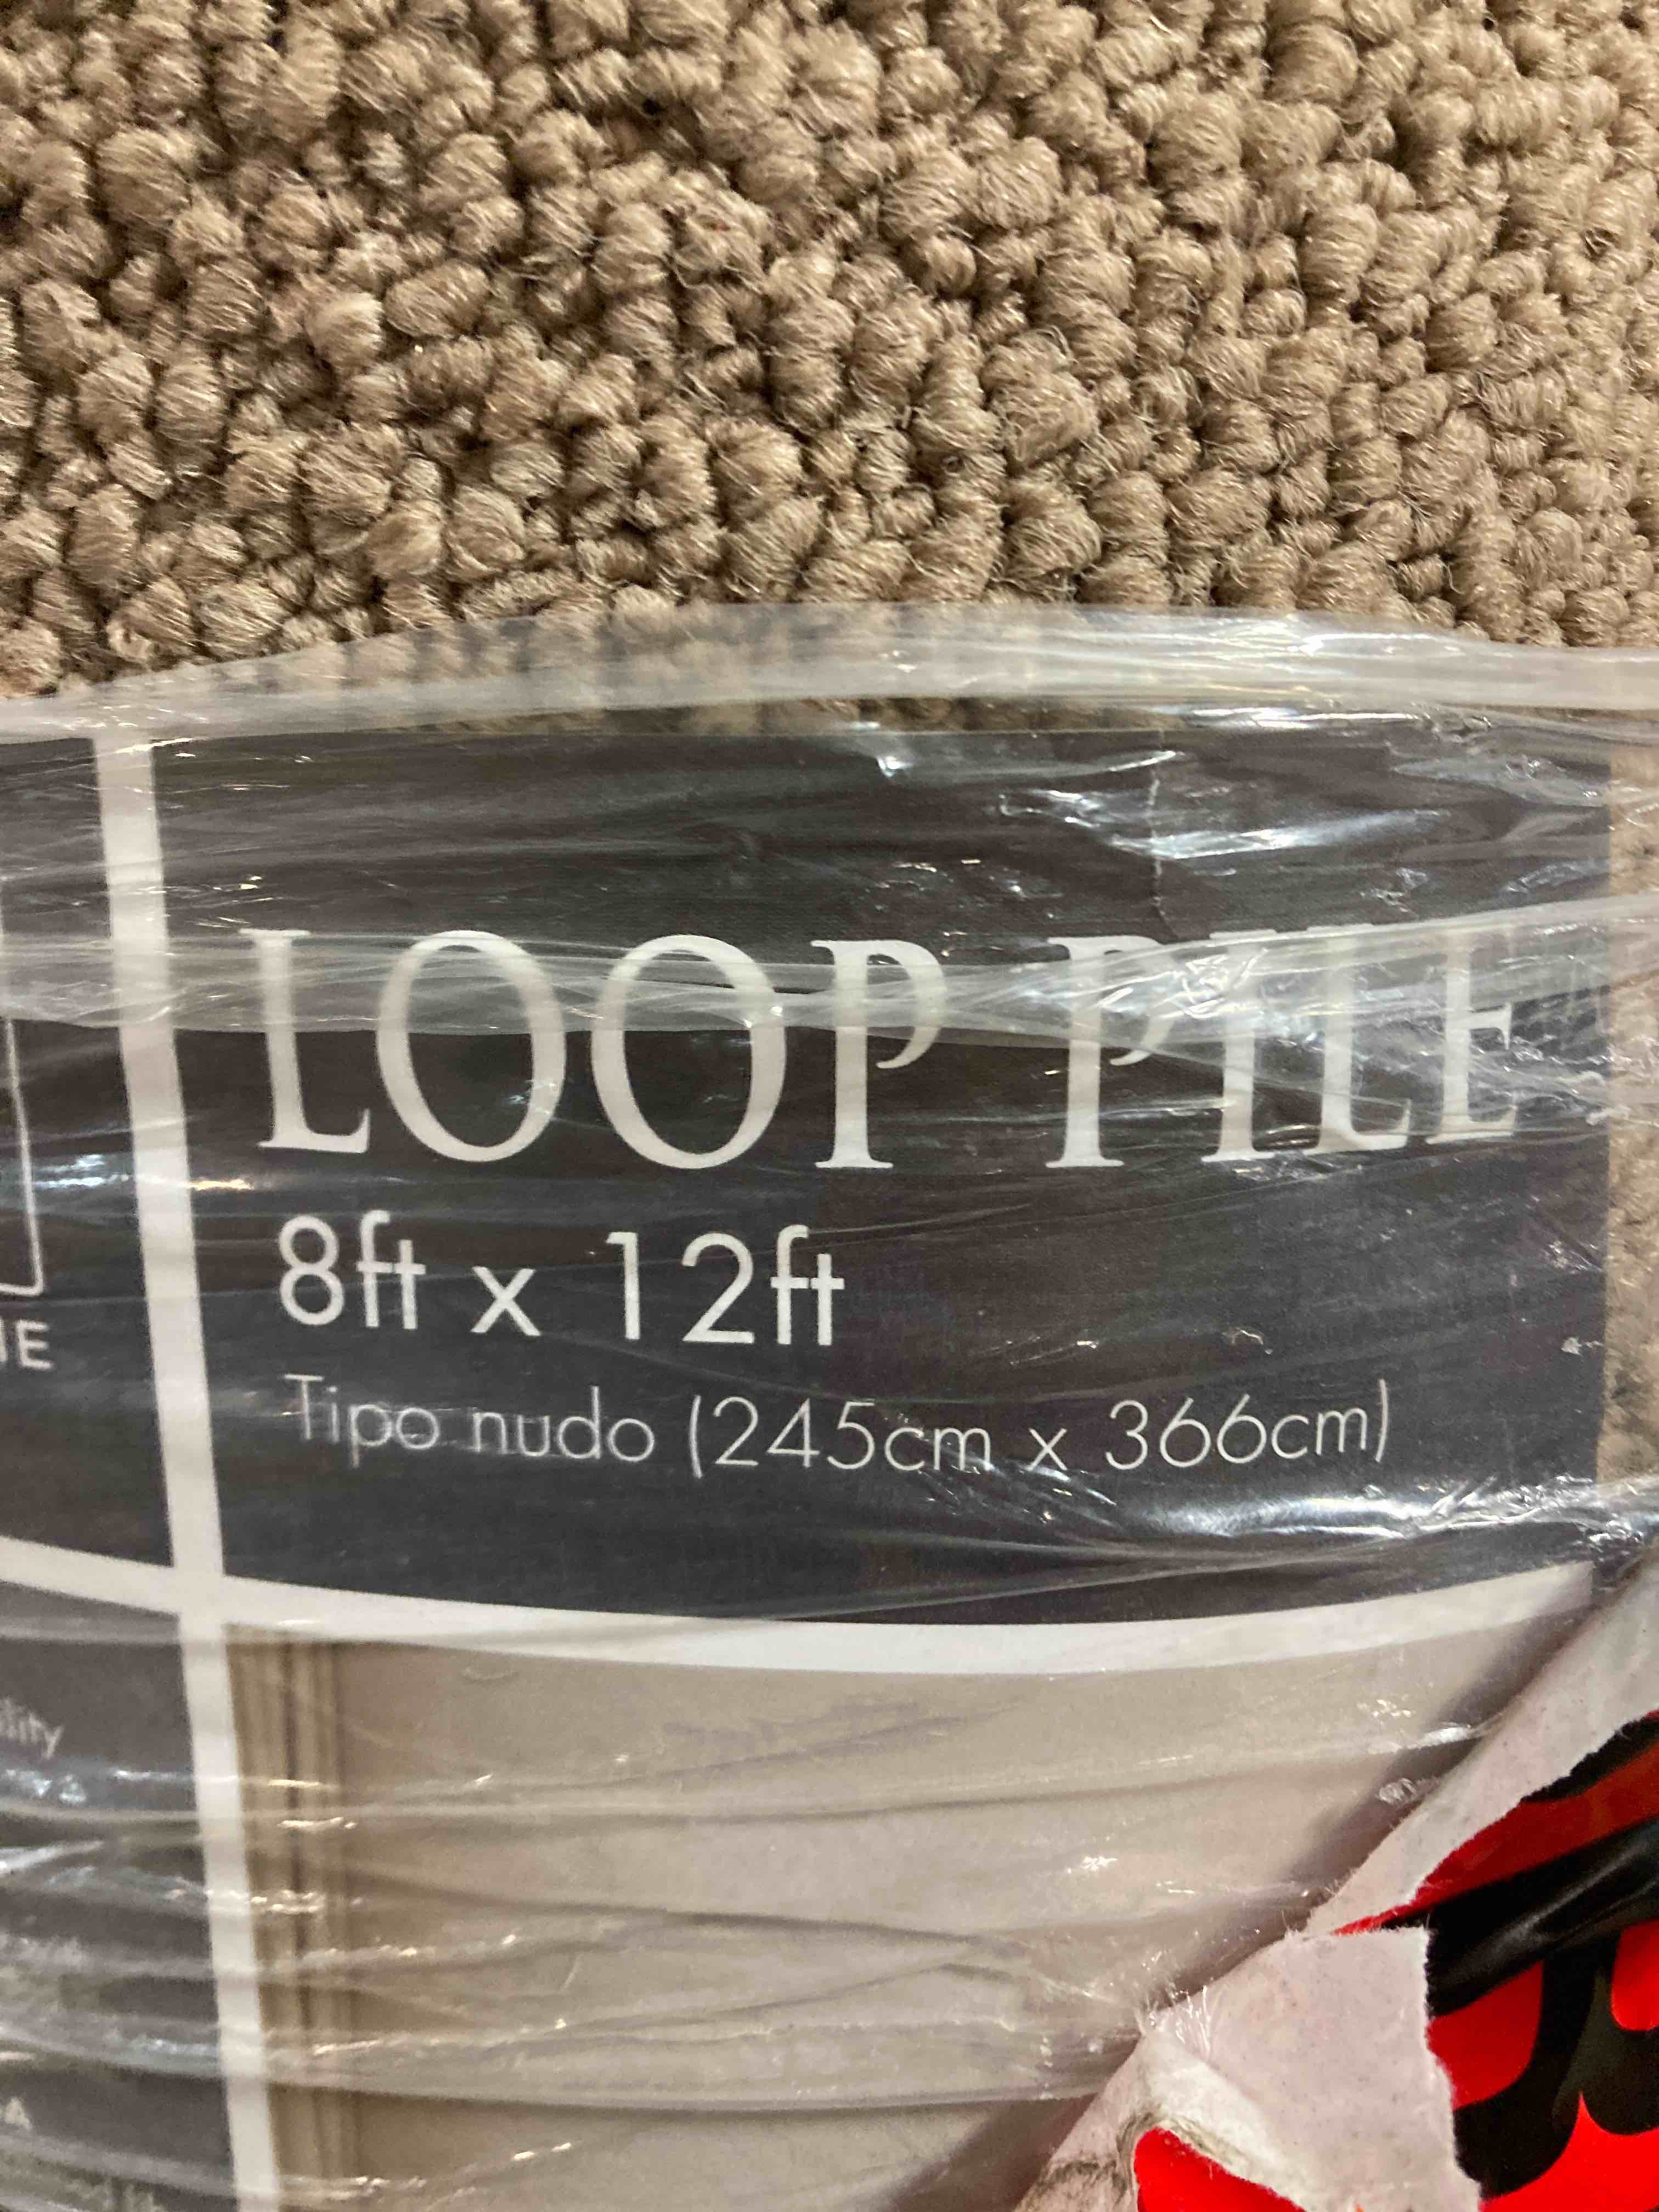 LOOP PILE
8ft x 12ft
Tipo nudo (245cm x 366cm)